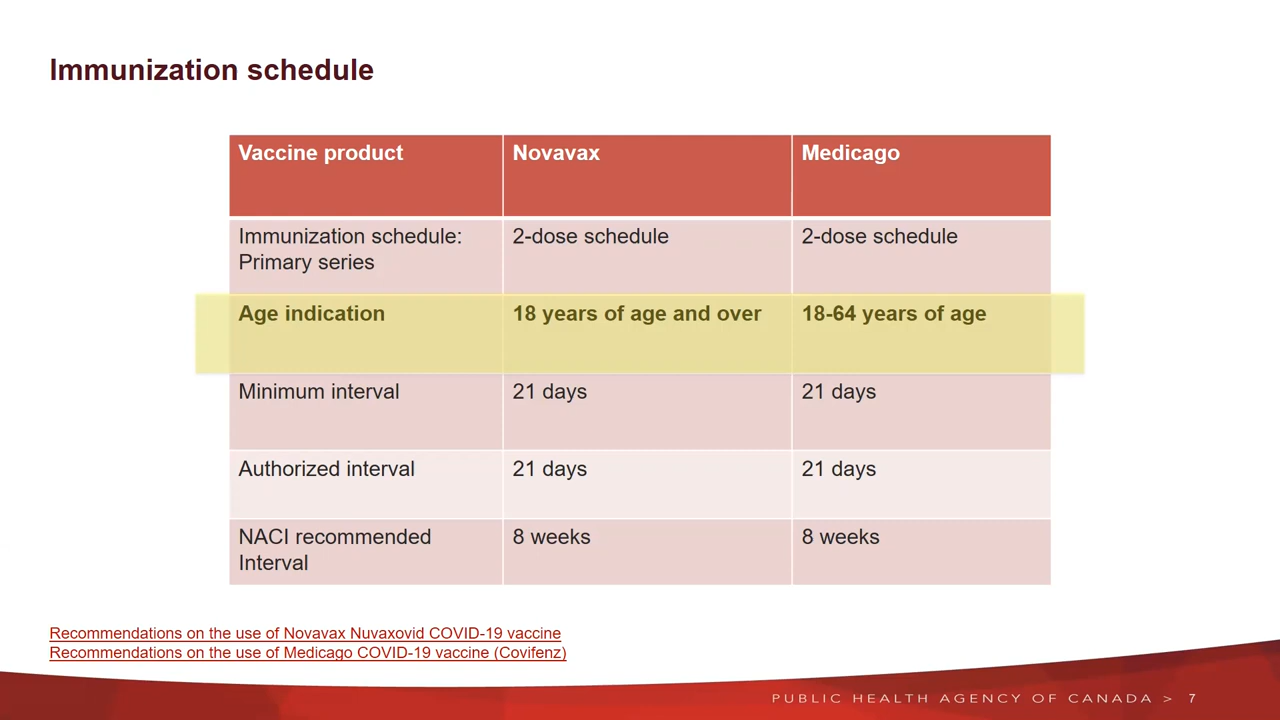 Immunization schedule
Vaccine product Novavax Medicago
Immunization schedule: 2-dose schedule 2-dose schedule
Primary series
Age indication 18 years of age and over 18-64 years of age
Minimum interval 21 days 21 days
Authorized interval 21 days 21 days
NACI recommended 8 weeks 8 weeks
Interval
Recommendations on the use of Novavax Nuvaxovid COVID-19 vaccine
Recommendations on the use of Medicago COVID-19 vaccine (Covifenz)
PUBLIC HEALTH AGENCY OF CANADA > 7